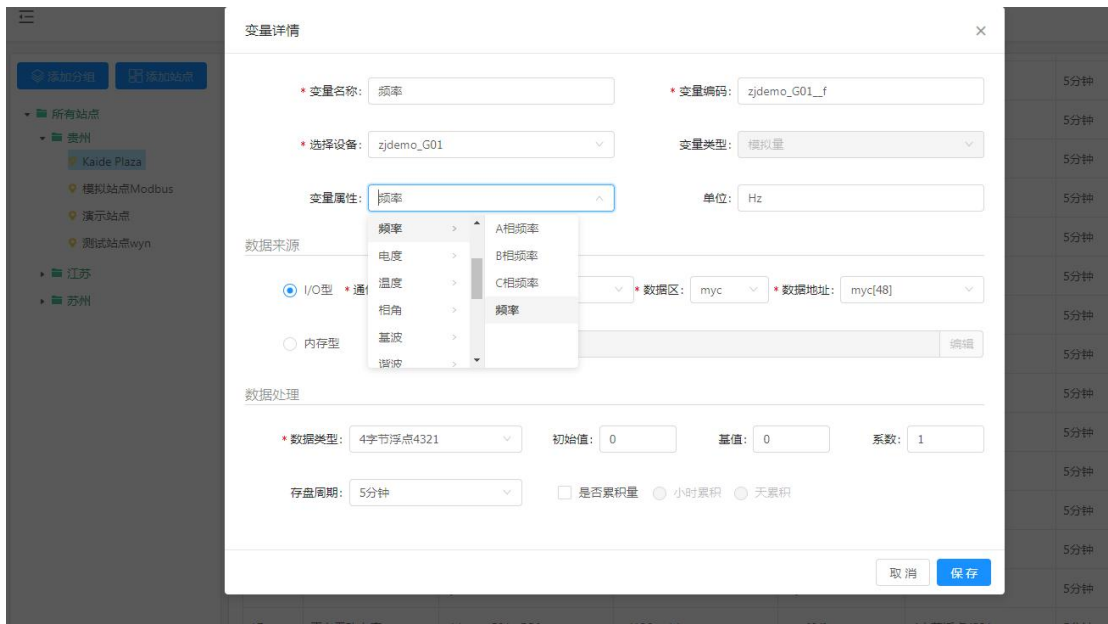 变量详情
添加分组 添加站点
* 变量名称: 频率 * 变量编码: zjdemo_G01__f 5分钟
所有站点 5分钟
贵州
* 选择设备: zjdemo_G01 变量类型: 模拟量
Kaide Plaza 5分钟
模拟站点Modbus 变量属性: 频率 单位: Hz 5分钟
演示站点
频率 A相频率 5分钟
数据来源
测试站点wyn
电度 B相频率
江苏 5分钟
I/O型 * 通 温度 C相频率 * 数据区: myc * 数据地址: myc[48]
苏州 相角 频率 5分钟
内存型 基波 编辑
谐波 5分钟
数据处理 5分钟
* 数据类型: 4字节浮点4321 初始值: 0 基值: 0 系数: 1 5分钟
5分钟
存盘周期: 5分钟 是否累积量 小时累积 天累积
5分钟
5分钟
取消 保存
5分钟